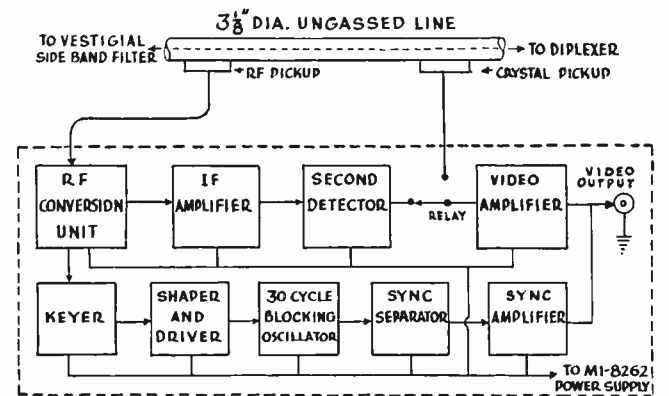 3 1/8" DIA. UNGASSED LINE
TO VESTIGIAL
SIDE BAND FILTER
TO DIPLEXER
RF PICKUP
CRYSTAL PICKUP
RF
CONVERSION
UNIT
IF
AMPLIFIER
SECOND
DETECTOR
RELAY
VIDEO
AMPLIFIER
VIDEO
OUTPUT
KEYER
SHAPER
AND
DRIVER
30 CYCLE
BLOCKING
OSCILLATOR
SYNC
SEPARATOR
SYNC
AMPLIFIER
TO MI-8262
POWER SUPPLY